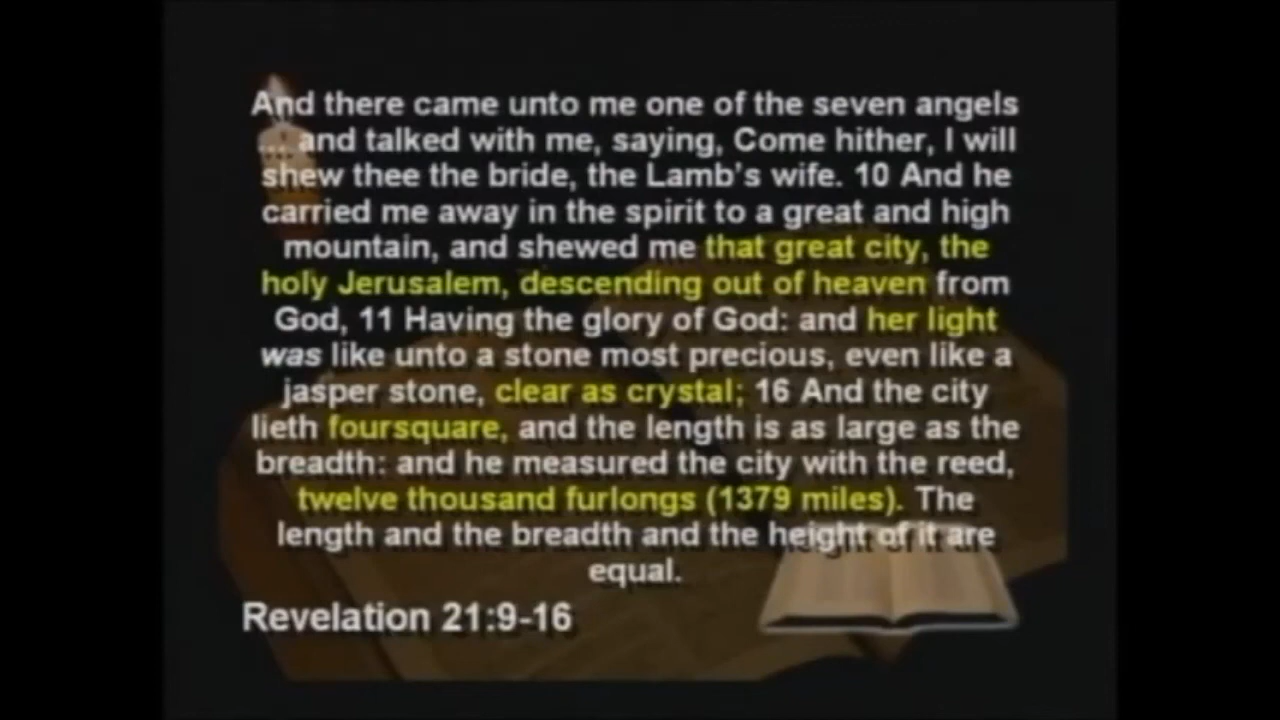 And there came unto me one of the seven angels
... and talked with me, saying, Come hither, I will
shew thee the bride, the Lamb's wife. 10 And he
carried me away in the spirit to a great and high
mountain, and shewed me that great city, the
holy Jerusalem, descending out of heaven from
God, 11 Having the glory of God: and her light
was like unto a stone most precious, even like a
jasper stone, clear as crystal; 16 And the city
lieth foursquare, and the length is as large as the
breadth: and he measured the city with the reed,
twelve thousand furlongs (1379 miles). The
length and the breadth and the height of it are
equal.
Revelation 21:9-16